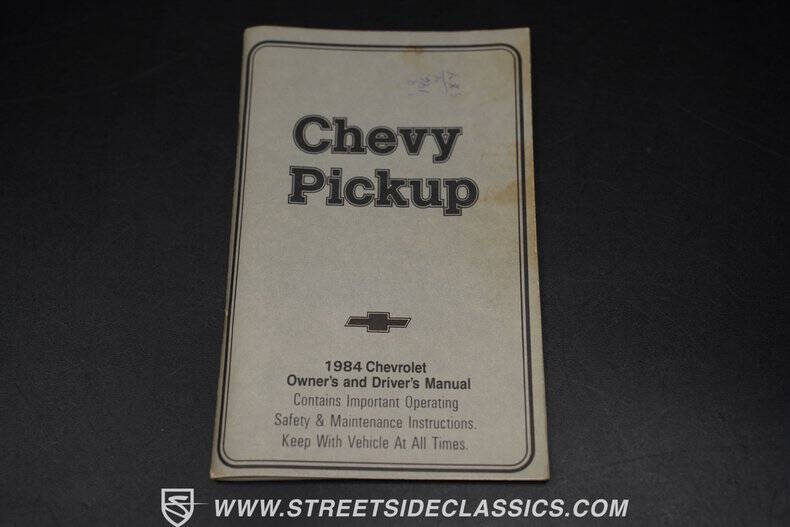 Chevy
Pickup
1984 Chevrolet
Owner's and Driver's Manual
Contains Important Operating
Safety & Maintenance Instructions.
Keep With Vehicle At All Times.
WWW.STREETSIDECLASSICS.COM